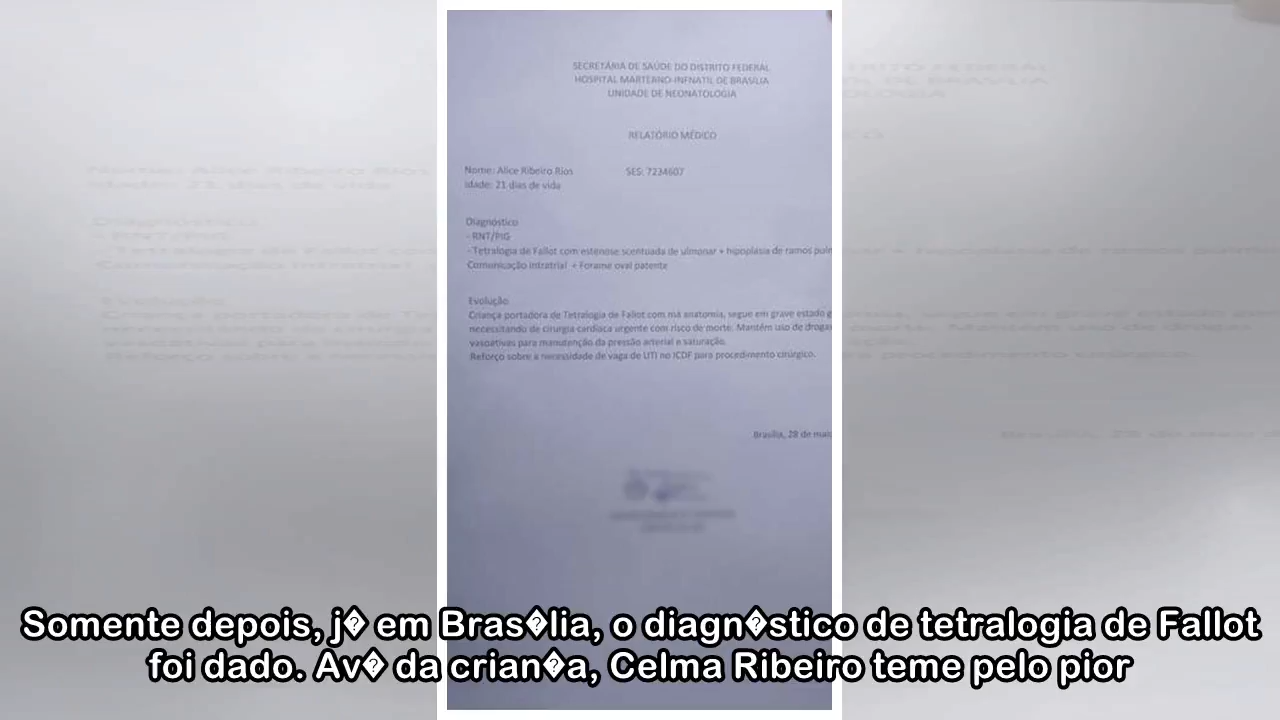 SECRETÁRIA DE SAÚDE DO DISTRITO FEDERAL
HOSPITAL MARTERNO-INFNATIL DE BRASÍLIA
UNIDADE DE NEONATOLOGIA
RELATÓRIO MÉDICO
Nome: Alice Ribeiro Rios SES: 7234607
Idade: 21 dias de vida
Diagnóstico
- RNT/PIG
- Tetralogia de Fallot com estenose scentuada de ulmonar + hipoplasia de ramos pulm
Comunicação Intratrial + Forame oval patente
Evolução
Criança portadora de Tetralogia de Fallot com má anatomia, segue em grave estado g
necessitando de cirurgia cardíaca urgente com risco de morte. Mantém uso de drogas
vasoativas para manutenção da pressão arterial e saturação.
Reforço sobre a necessidade de vaga de UTI no ICDF para procedimento cirúrgico.
Brasília, 28 de mai
Somente depois, j� em Bras�lia, o diagn�stico de tetralogia de Fallot
foi dado. Av� da crian�a, Celma Ribeiro teme pelo pior